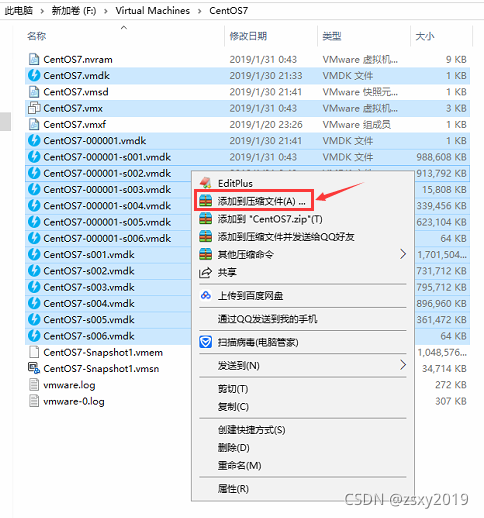 此电脑 > 新加卷 (F:) > Virtual Machines > CentOS7
名称 修改日期 类型 大小
CentOS7.nvram 2019/1/31 0:43 VMware 虚拟机... 9 KB
CentOS7.vmdk 2019/1/30 21:33 VMDK 文件 1 KB
CentOS7.vmsd 2019/1/30 21:41 VMware 快照元... 1 KB
CentOS7.vmx 2019/1/31 0:43 VMware 虚拟机... 3 KB
CentOS7.vmxf 2019/1/20 23:26 VMware 组成员 1 KB
CentOS7-000001.vmdk 2019/1/30 21:41 VMDK 文件 1 KB
CentOS7-000001-s001.vmdk 2019/1/31 0:43 VMDK 文件 988,608 KB
CentOS7-000001-s002.vmdk 913,792 KB
CentOS7-000001-s003.vmdk 15,808 KB
CentOS7-000001-s004.vmdk 339,456 KB
CentOS7-000001-s005.vmdk 623,104 KB
CentOS7-000001-s006.vmdk 64 KB
CentOS7-s001.vmdk 1,701,504...
CentOS7-s002.vmdk 731,712 KB
CentOS7-s003.vmdk 795,712 KB
CentOS7-s004.vmdk 896,960 KB
CentOS7-s005.vmdk 361,472 KB
CentOS7-s006.vmdk 64 KB
CentOS7-Snapshot1.vmem 1,048,576...
CentOS7-Snapshot1.vmsn 34,714 KB
vmware.log 272 KB
vmware-0.log 307 KB
EditPlus
添加到压缩文件(A) ...
添加到 "CentOS7.zip"(T)
添加到压缩文件并发送给QQ好友
其他压缩命令
共享
上传到百度网盘
通过QQ发送到我的手机
扫描病毒(电脑管家)
发送到(N)
剪切(T)
复制(C)
创建快捷方式(S)
删除(D)
重命名(M)
属性(R)
CSDN @zsxy2019